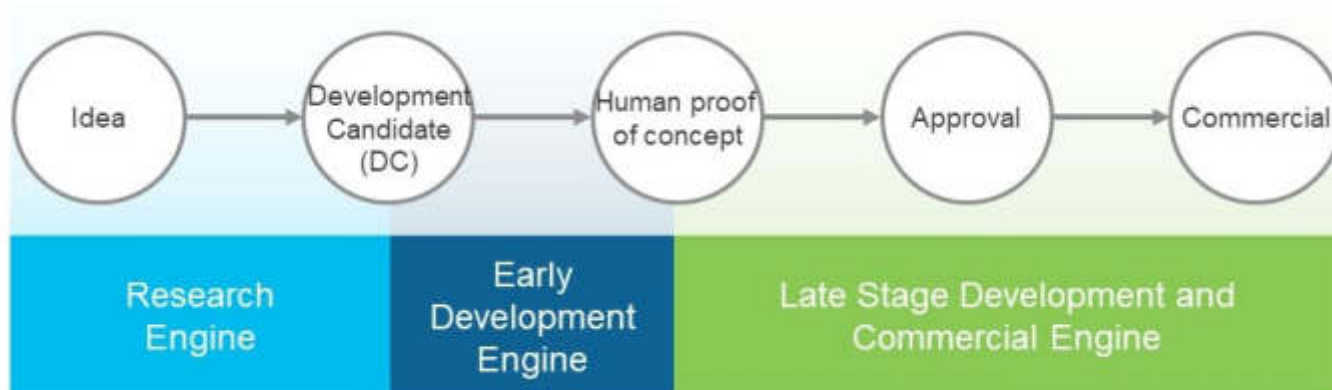 Idea
Development
Candidate
(DC)
Human proof
of concept
Approval
Commercial
Research
Engine
Early
Development
Engine
Late Stage Development and
Commercial Engine